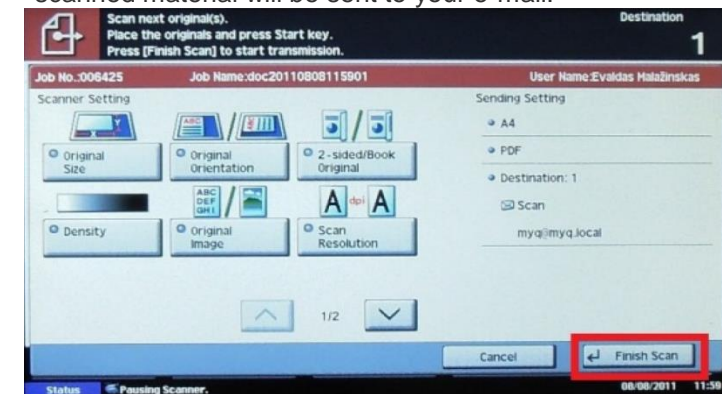 scanned material will be sent to your e-mail.
Scan next original(s).
Place the originals and press Start key.
Press [Finish Scan] to start transmission.
Destination
1
Job No.:006425 Job Name:doc20110808115901 User Name:Evaldas Malažinskas
Scanner Setting
Original Size
Original Orientation
2-sided/Book Original
Density
Original Image
Scan Resolution
ABC
ABC
ABC
DEF
GHI
A dpi A
1/2
Sending Setting
A4
PDF
Destination: 1
Scan
myq@myq.local
Cancel
Finish Scan
Status
Pausing Scanner.
08/08/2011 11:59